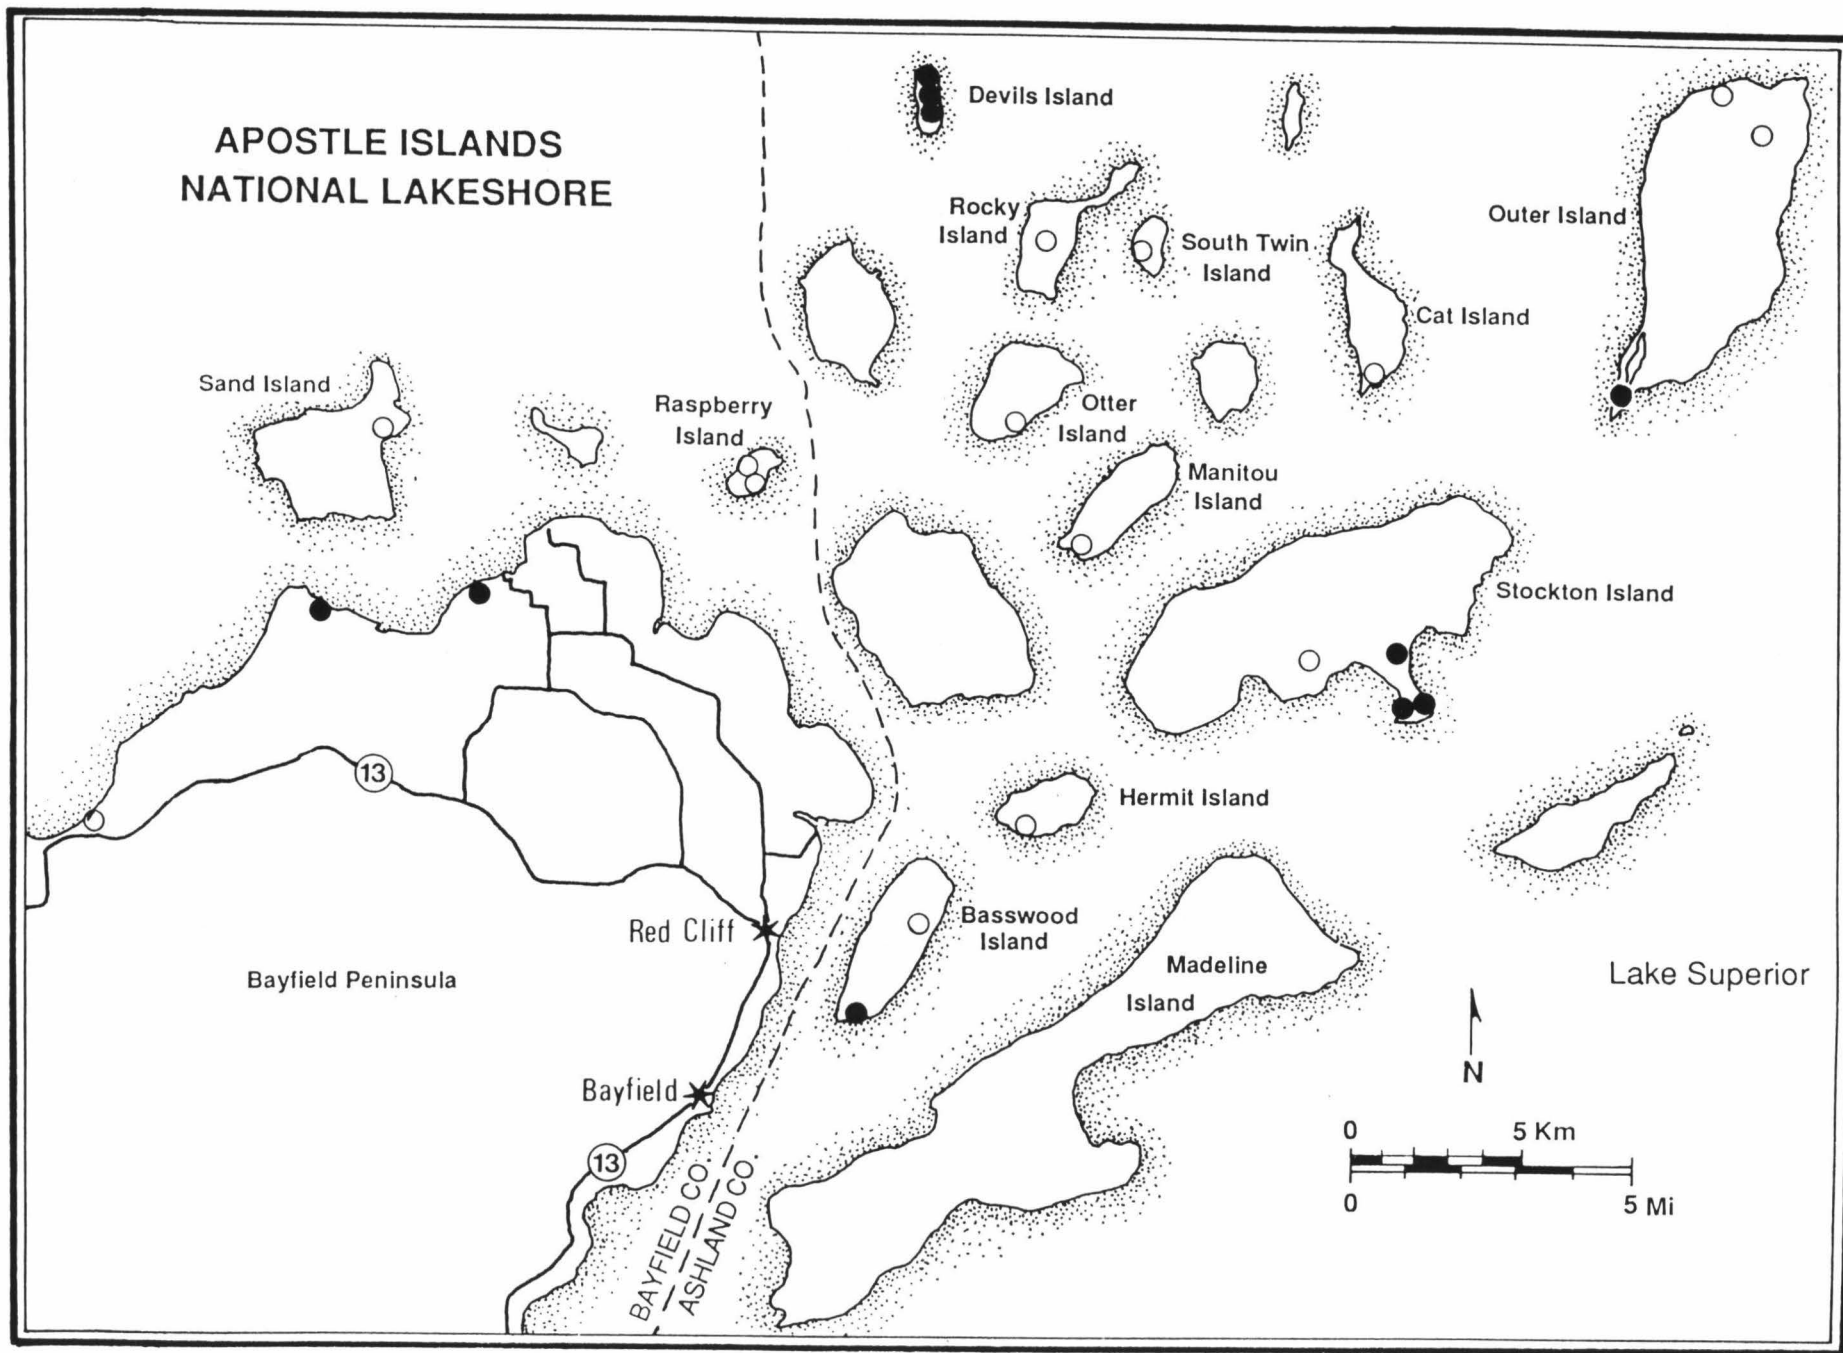 APOSTLE ISLANDS
NATIONAL LAKESHORE
Devils Island
Rocky
Island
South Twin
Island
Outer Island
Cat Island
Sand Island
Raspberry
Island
Otter
Island
Manitou
Island
Stockton Island
13
Hermit Island
Red Cliff
Basswood
Island
Madeline
Island
Lake Superior
Bayfield Peninsula
N
Bayfield
13
BAYFIELD CO.
ASHLAND CO.
0 5 Km
0 5 Mi